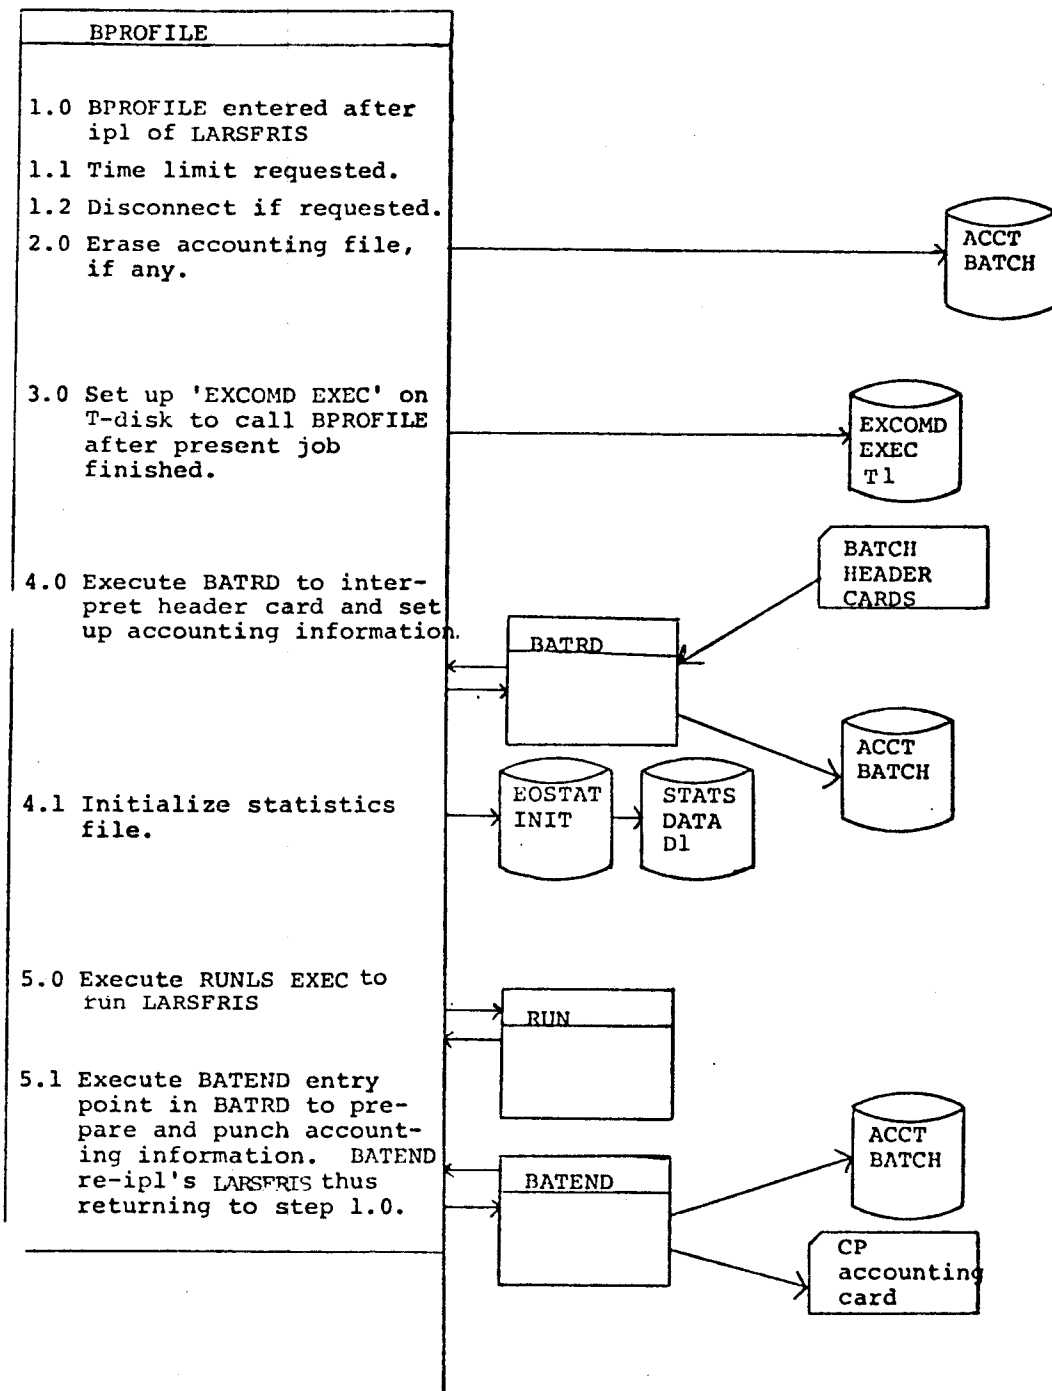 BPROFILE
1.0 BPROFILE entered after
ipl of LARSFRIS
1.1 Time limit requested.
1.2 Disconnect if requested.
2.0 Erase accounting file,
if any.
ACCT
BATCH
3.0 Set up 'EXCOMD EXEC' on
T-disk to call BPROFILE
after present job
finished.
EXCOMD
EXEC
T1
BATCH
HEADER
CARDS
4.0 Execute BATRD to inter-
pret header card and set
up accounting information.
BATRD
ACCT
BATCH
4.1 Initialize statistics
file.
EOSTAT
INIT
STATS
DATA
D1
5.0 Execute RUNLS EXEC to
run LARSFRIS
RUN
5.1 Execute BATEND entry
point in BATRD to pre-
pare and punch account-
ing information. BATEND
re-ipl's LARSFRIS thus
returning to step 1.0.
BATEND
ACCT
BATCH
CP
accounting
card